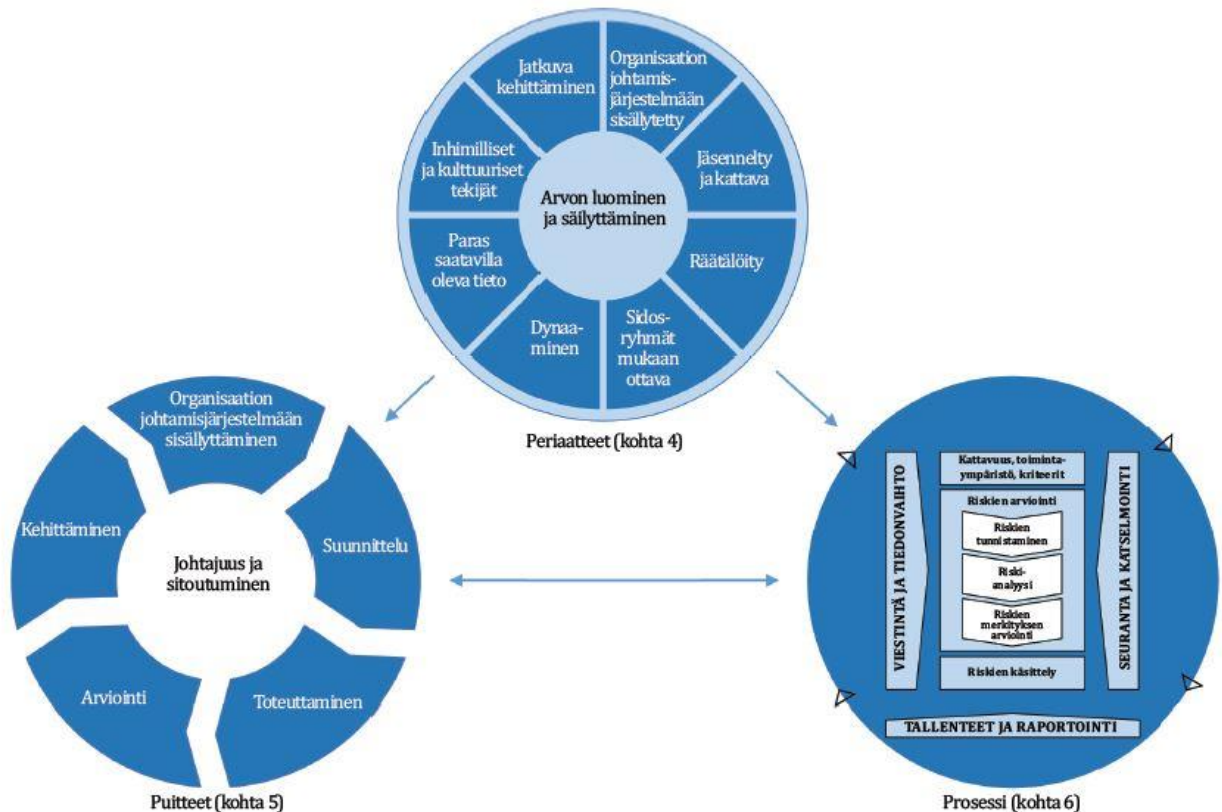 Jatkuva
kehittäminen
Organisaation
johtamis-
järjestelmään
sisällytetty
Inhimilliset
ja kulttuuriset
tekijät
Jäsennelty
ja kattava
Arvon luominen
ja säilyttäminen
Paras
saatavilla
oleva tieto
Räätälöity
Dynaa-
minen
Sidos-
ryhmät
mukaan
ottava
Periaatteet (kohta 4)
Organisaation
johtamisjärjestelmään
sisällyttäminen
Kehittäminen
Suunnittelu
Johtajuus ja
sitoutuminen
Arviointi
Toteuttaminen
Puitteet (kohta 5)
VIESTINTÄ JA TIEDONVAIHTO
Kattavuus, toiminta-
ympäristö, kriteerit
Riskien arviointi
Riskien
tunnistaminen
Riski-
analyysi
Riskien
merkityksen
arviointi
Riskien käsittely
SEURANTA JA KATSELMOINTI
TALLENTEET JA RAPORTOINTI
Prosessi (kohta 6)